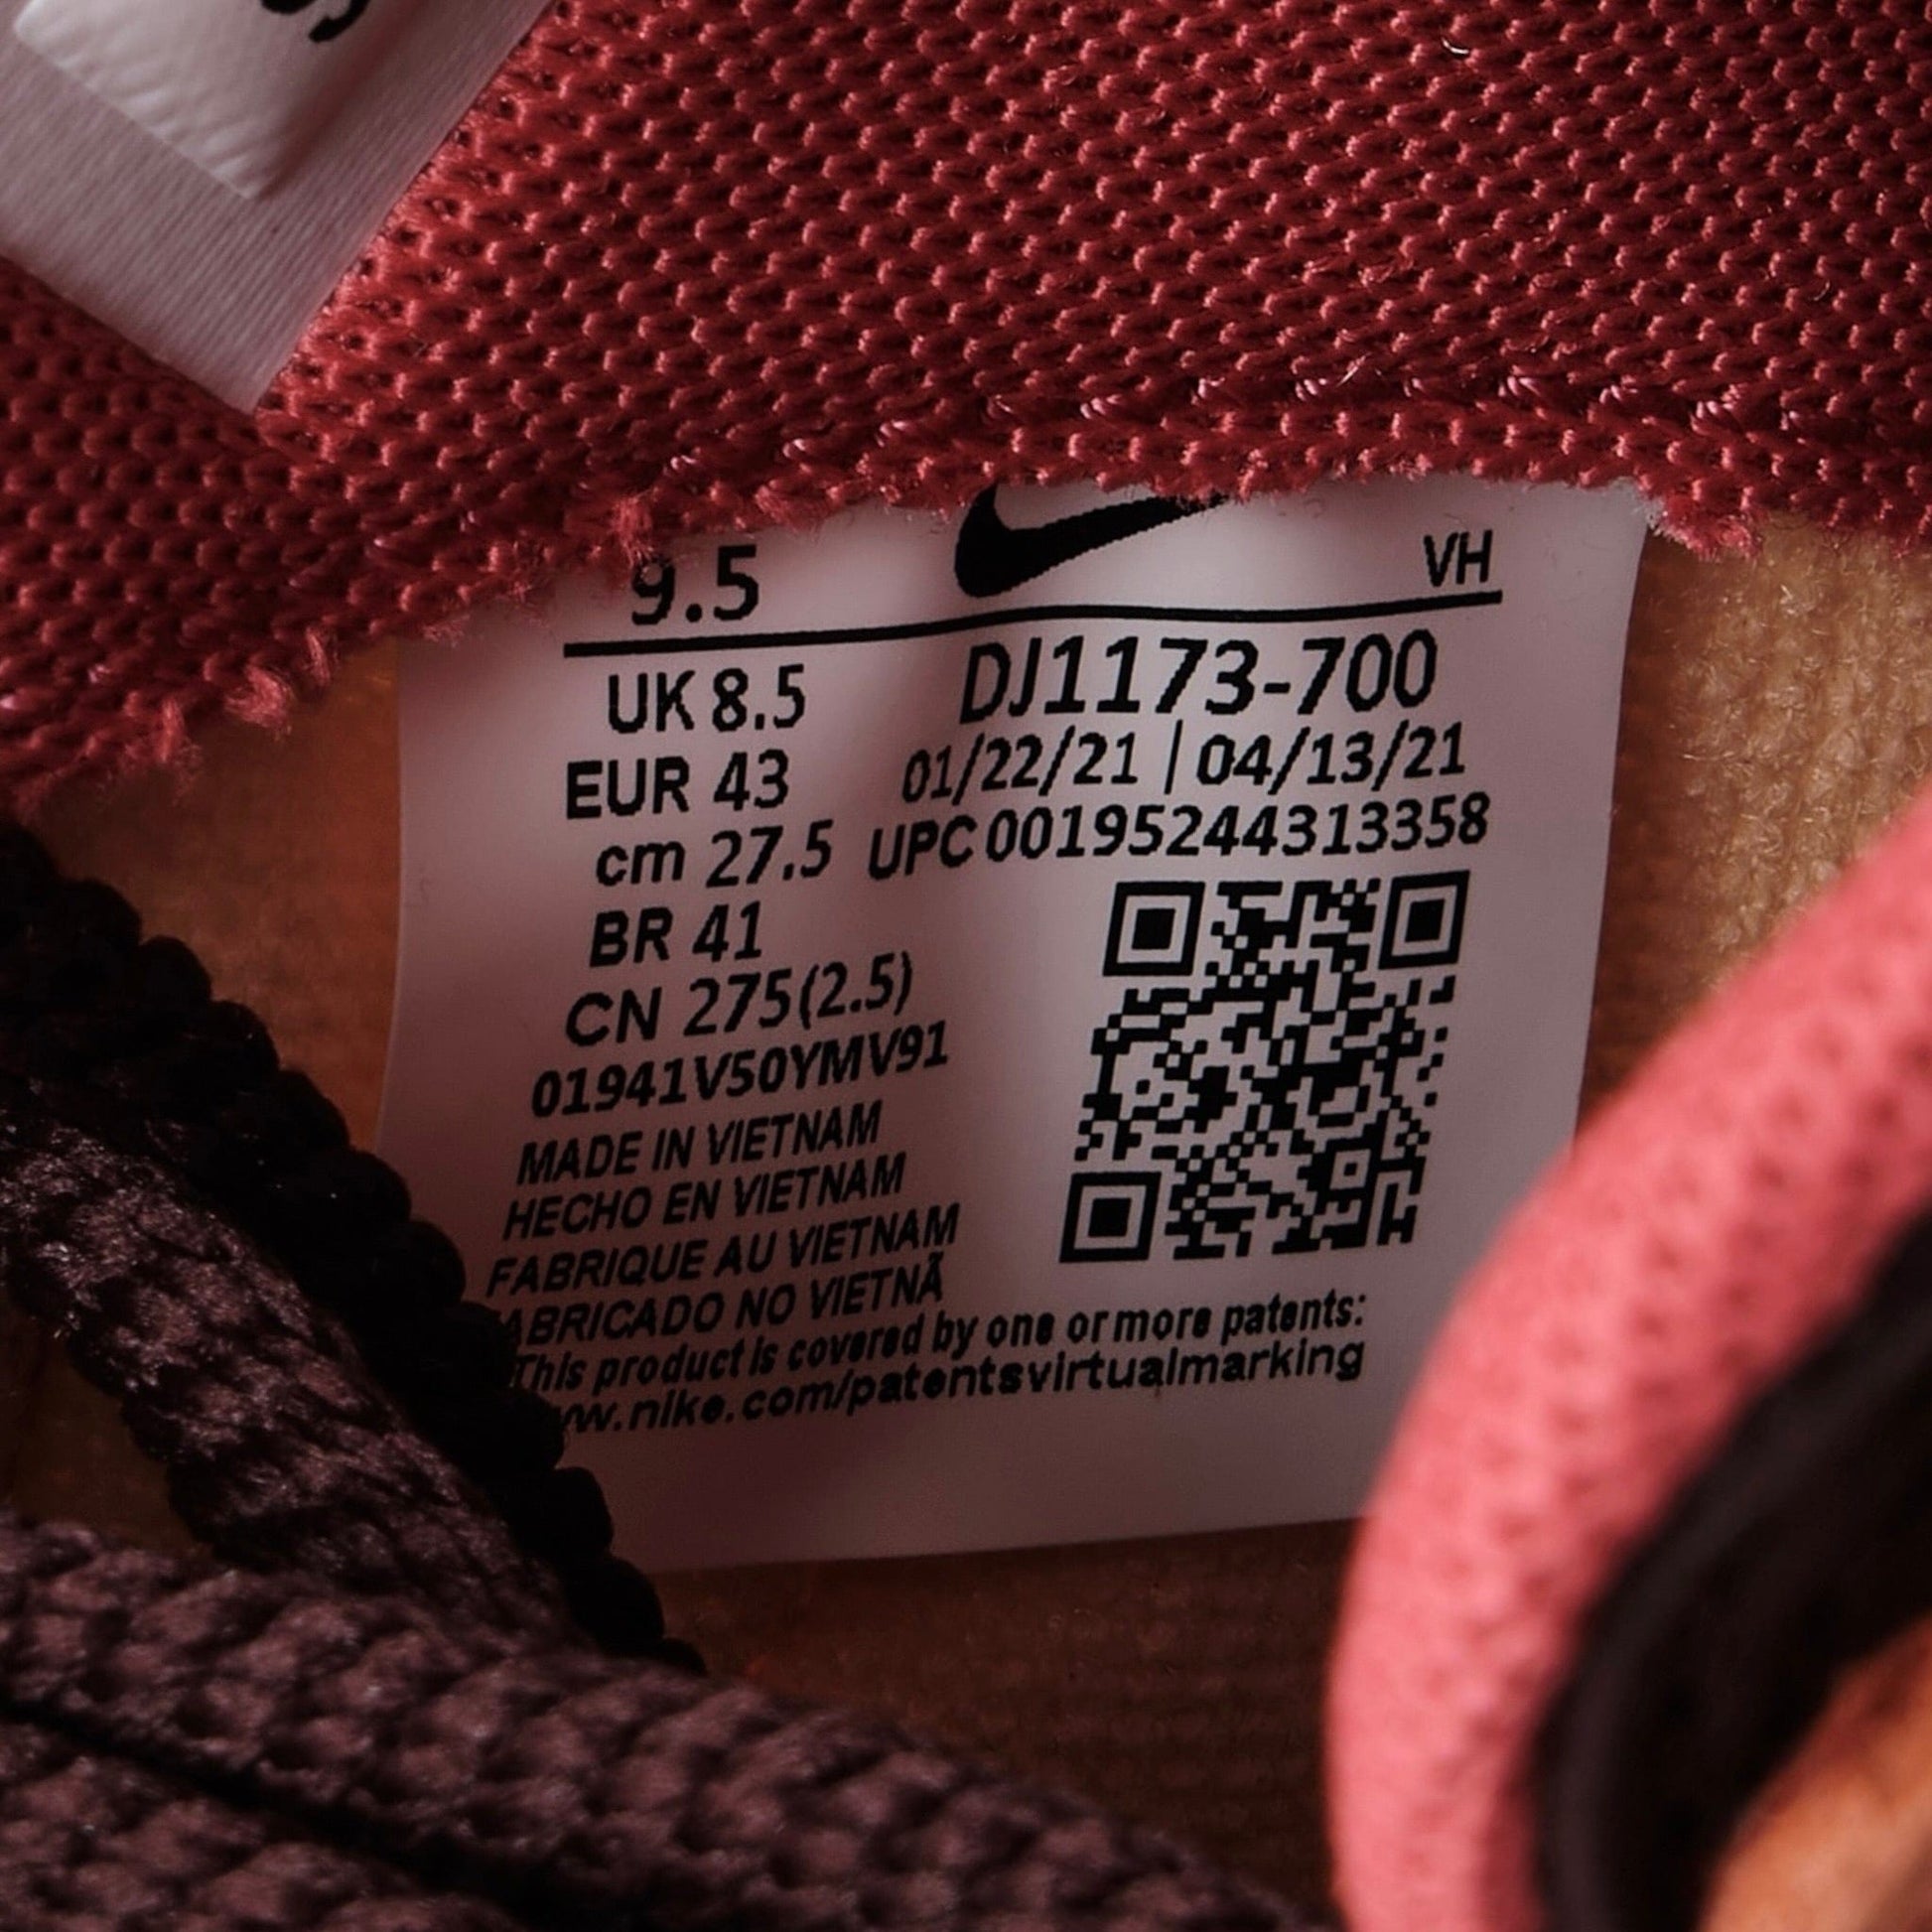 9.5
VH
UK 8.5
DJ1173-700
EUR 43
01/22/21 | 04/13/21
cm 27.5
UPC 00195244313358
BR 41
CN 275(2.5)
01941V50YMV91
MADE IN VIETNAM
HECHO EN VIETNAM
FABRIQUE AU VIETNAM
ABRICADO NO VIETNÃ
This product is covered by one or more patents:
ww.nike.com/patentsvirtualmarking